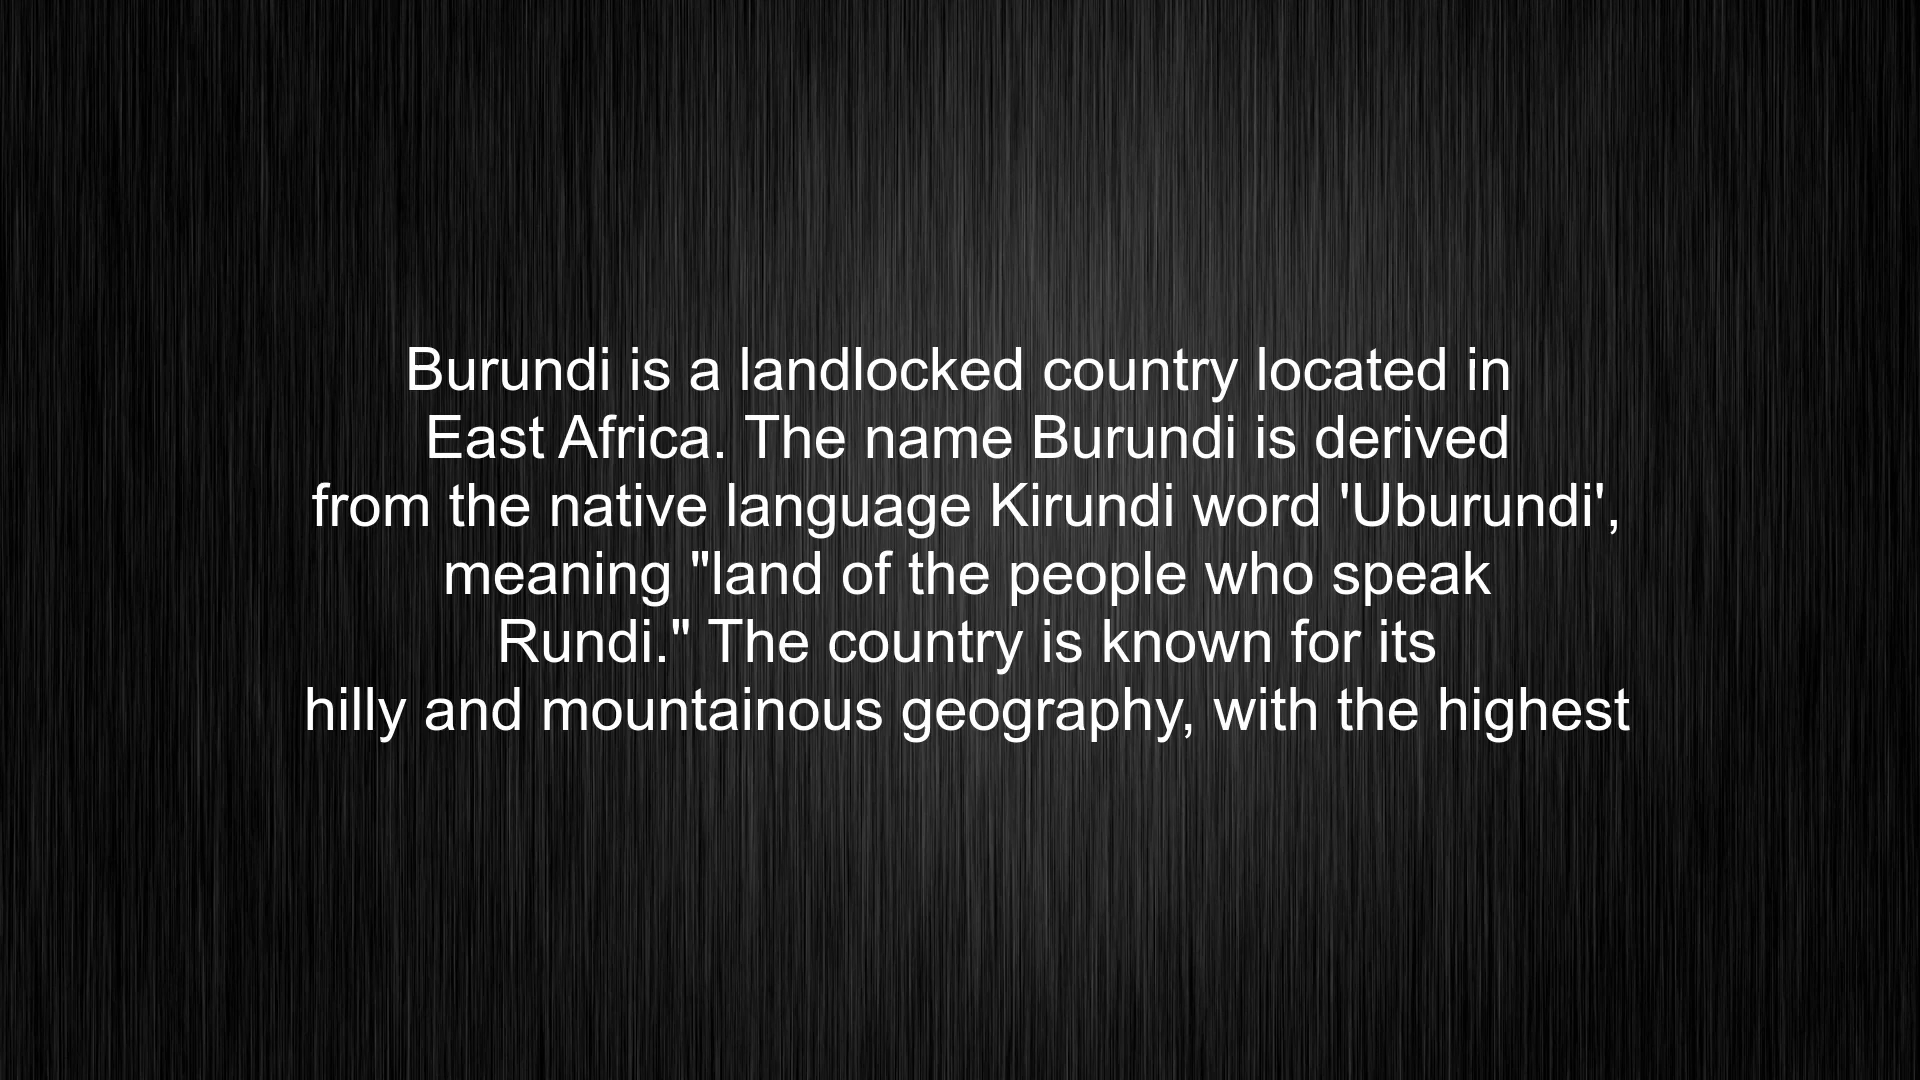 Burundi is a landlocked country located in
East Africa. The name Burundi is derived
from the native language Kirundi word 'Uburundi',
meaning "land of the people who speak
Rundi." The country is known for its
hilly and mountainous geography, with the highest